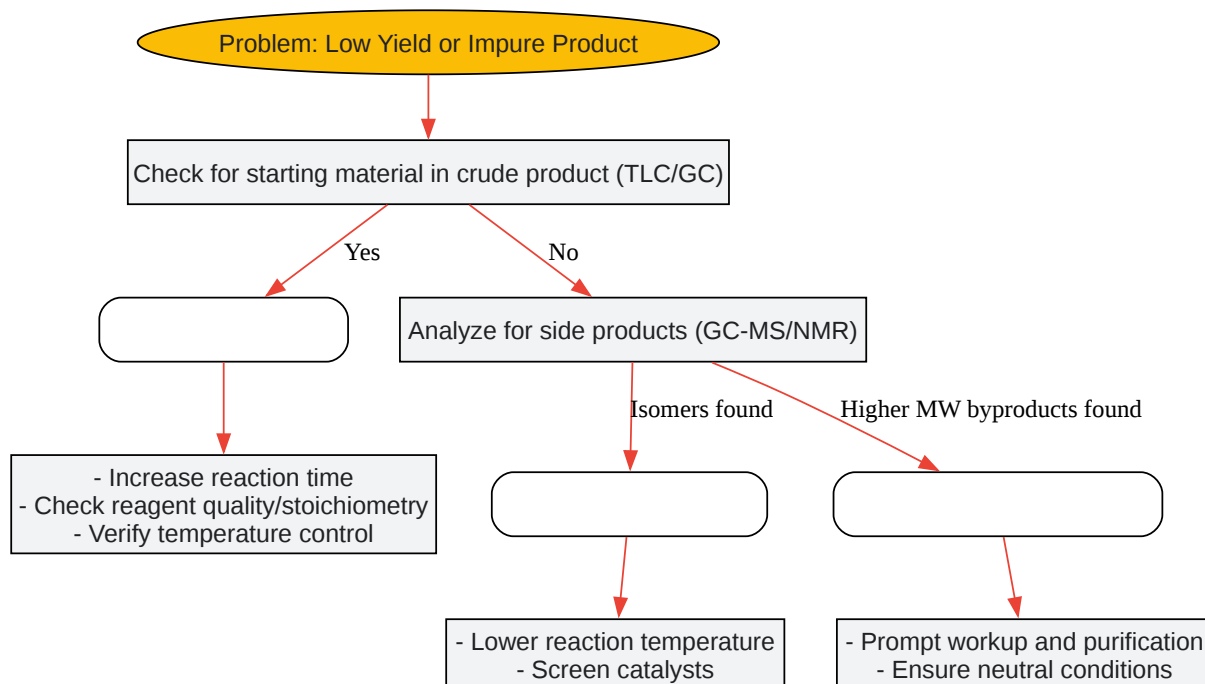 Problem: Low Yield or Impure Product
Check for starting material in crude product (TLC/GC)
Yes
No
Analyze for side products (GC-MS/NMR)
Isomers found
Higher MW byproducts found
- Increase reaction time
- Check reagent quality/stoichiometry
- Verify temperature control
- Lower reaction temperature
- Screen catalysts
- Prompt workup and purification
- Ensure neutral conditions